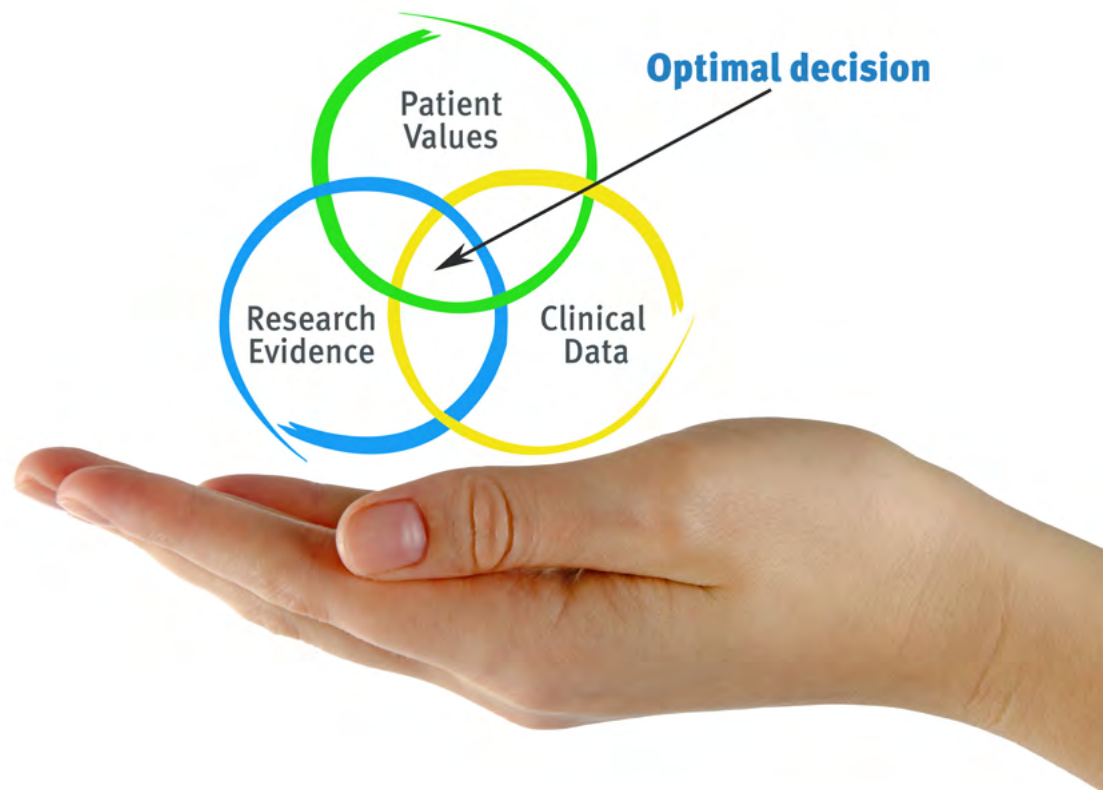 Optimal decision
Patient
Values
Research
Evidence
Clinical
Data